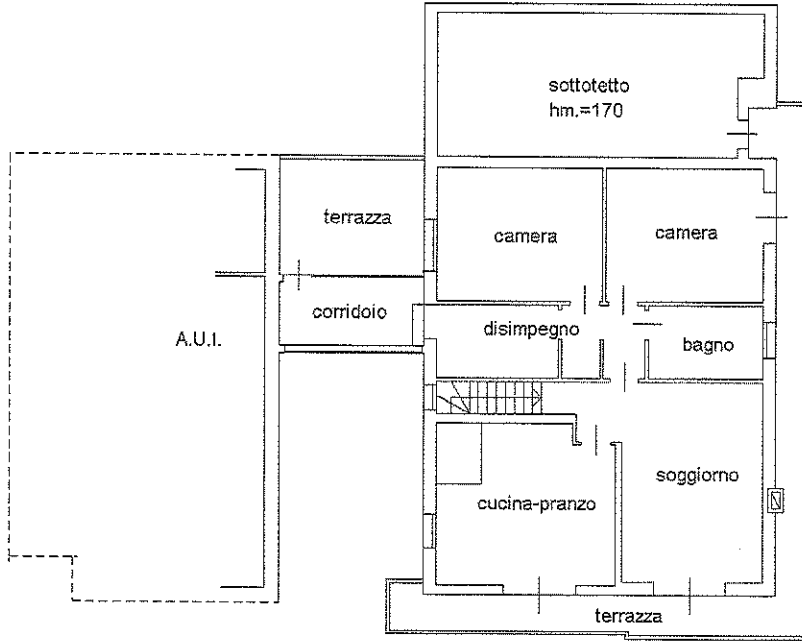 sottotetto
hm.=170
terrazza
camera
camera
corridoio
disimpegno
A.U.I.
bagno
soggiorno
cucina-pranzo
terrazza